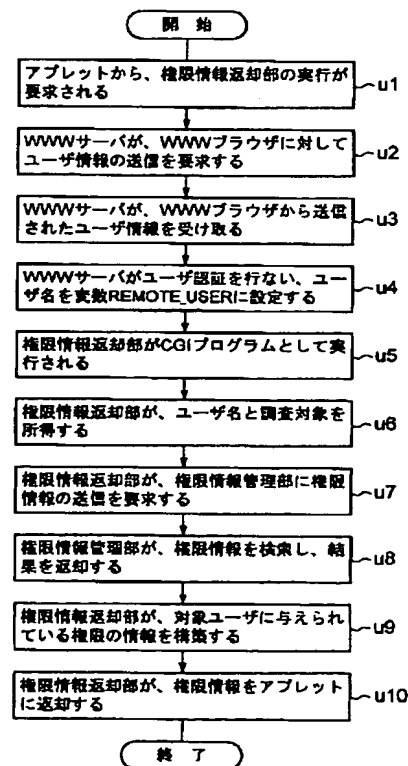 開 始
アプレットから、権限情報返却部の実行が
要求される
u1
WWWサーバが、WWWブラウザに対して
ユーザ情報の送信を要求する
u2
WWWサーバが、WWWブラウザから送信
されたユーザ情報を受け取る
u3
WWWサーバがユーザ認証を行ない、ユー
ザ名を変数REMOTE_USERに設定する
u4
権限情報返却部がCGIプログラムとして実
行される
u5
権限情報返却部が、ユーザ名と調査対象を
所得する
u6
権限情報返却部が、権限情報管理部に権限
情報の送信を要求する
u7
権限情報管理部が、権限情報を検索し、結
果を返却する
u8
権限情報返却部が、対象ユーザに与えられ
ている権限の情報を構築する
u9
権限情報返却部が、権限情報をアプレット
に返却する
u10
終 了